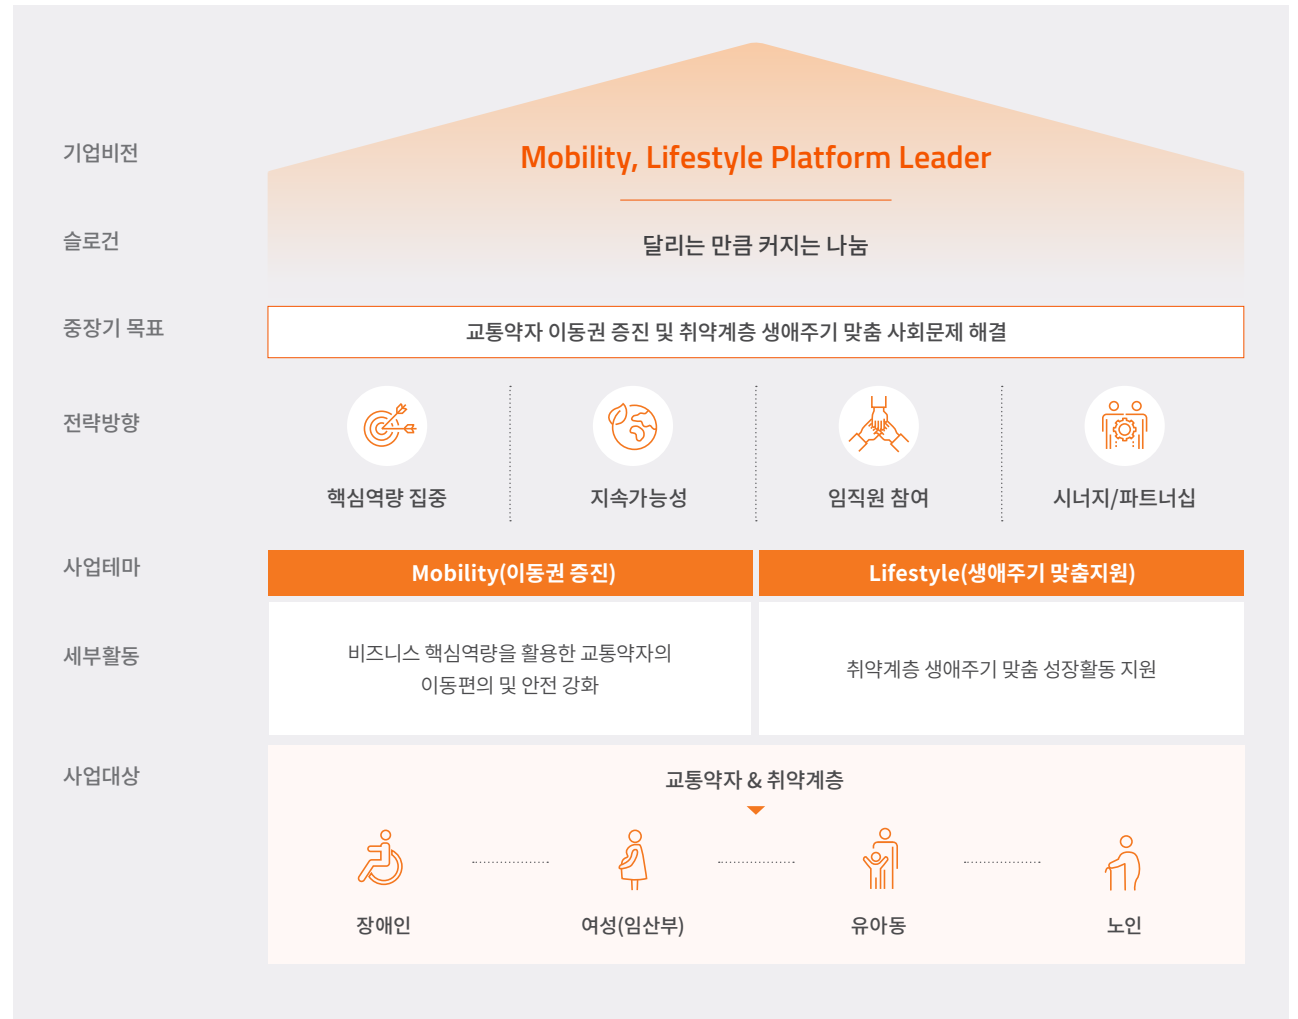 기업비전
Mobility, Lifestyle Platform Leader
슬로건
달리는 만큼 커지는 나눔
중장기 목표
교통약자 이동권 증진 및 취약계층 생애주기 맞춤 사회문제 해결
전략방향
핵심역량 집중
지속가능성
임직원 참여
시너지/파트너십
사업테마
Mobility(이동권 증진)
Lifestyle(생애주기 맞춤지원)
세부활동
비즈니스 핵심역량을 활용한 교통약자의
이동편의 및 안전 강화
취약계층 생애주기 맞춤 성장활동 지원
사업대상
교통약자 & 취약계층
장애인
여성(임산부)
유아동
노인